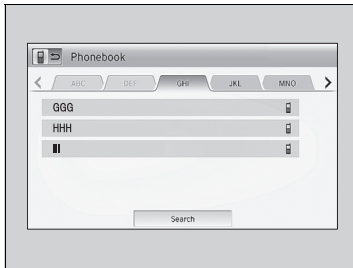 Phonebook
ABC DEF GHI JKL MNO
GGG
HHH
III
Search